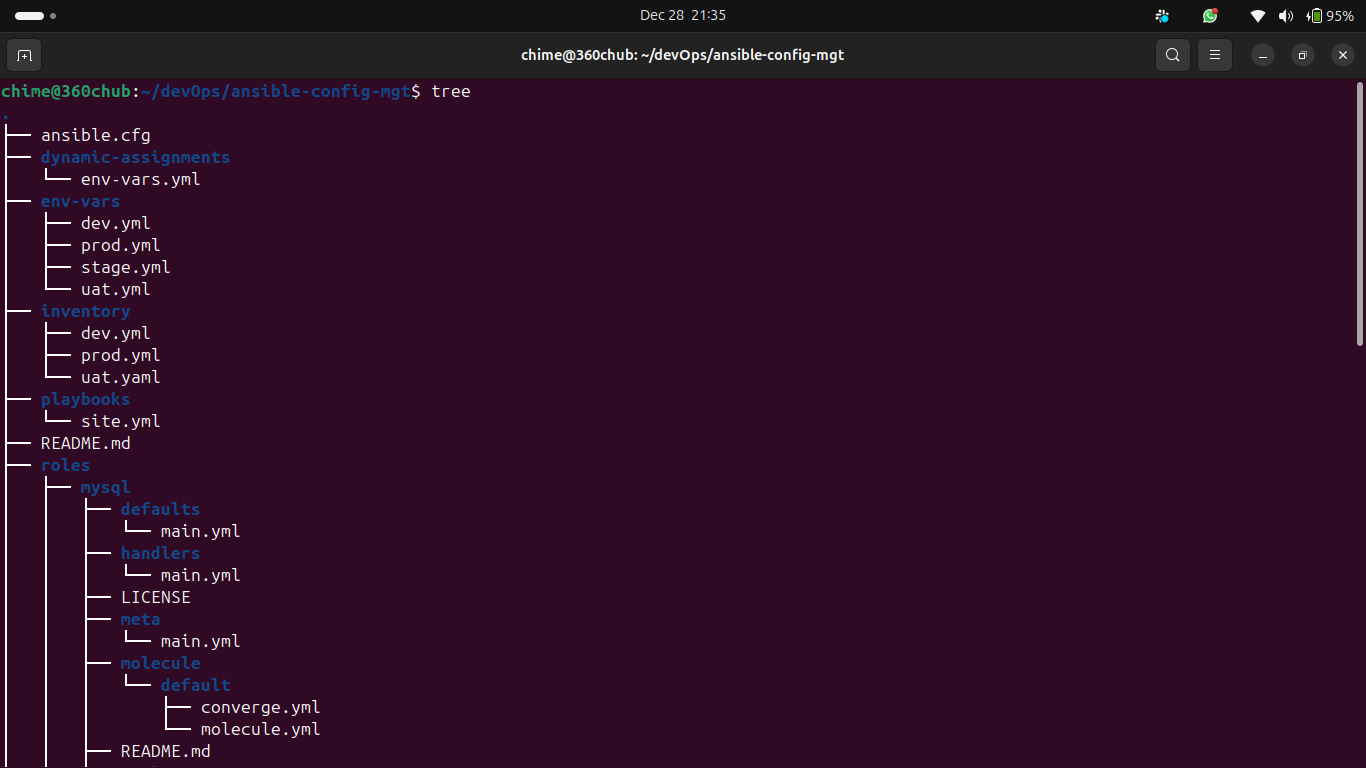 Dec 28 21:35
95%
chime@360chub: ~/devOps/ansible-config-mgt
chime@360chub:~/devOps/ansible-config-mgt$ tree
.
├── ansible.cfg
├── dynamic-assignments
│   └── env-vars.yml
├── env-vars
│   ├── dev.yml
│   ├── prod.yml
│   ├── stage.yml
│   └── uat.yml
├── inventory
│   ├── dev.yml
│   ├── prod.yml
│   └── uat.yaml
├── playbooks
│   └── site.yml
├── README.md
├── roles
│   ├── mysql
│   │   ├── defaults
│   │   │   └── main.yml
│   │   ├── handlers
│   │   │   └── main.yml
│   │   ├── LICENSE
│   │   ├── meta
│   │   │   └── main.yml
│   │   ├── molecule
│   │   │   └── default
│   │   │       ├── converge.yml
│   │   │       └── molecule.yml
│   │   ├── README.md